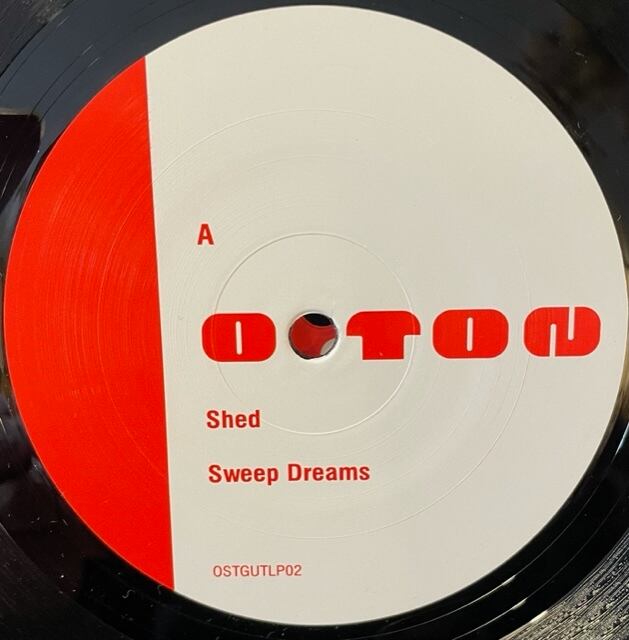 A
O-TON
Shed
Sweep Dreams
OSTGUTLP02